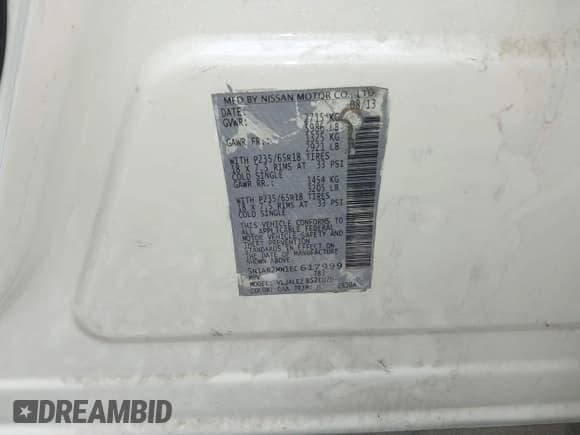 MFD BY NISSAN MOTOR CO., LTD.
DATE: 08/13
GVWR: 2715 KG
5986 LB
GAWR FR.: 1325 KG
2921 LB
WITH P235/65R18 TIRES
18 X 7.5 RIMS AT 33 PSI
COLD SINGLE
GAWR RR.: 1454 KG
3205 LB
WITH P235/65R18 TIRES
18 X 7.5 RIMS AT 33 PSI
COLD SINGLE
THIS VEHICLE CONFORMS TO
ALL APPLICABLE FEDERAL
MOTOR VEHICLE SAFETY AND
THEFT PREVENTION
STANDARDS IN EFFECT ON
THE DATE OF MANUFACTURE
SHOWN ABOVE.
5N1AR2MN1EC617999
MPV
MODEL:
COLOR: QAA TRIM:
DREAMBID